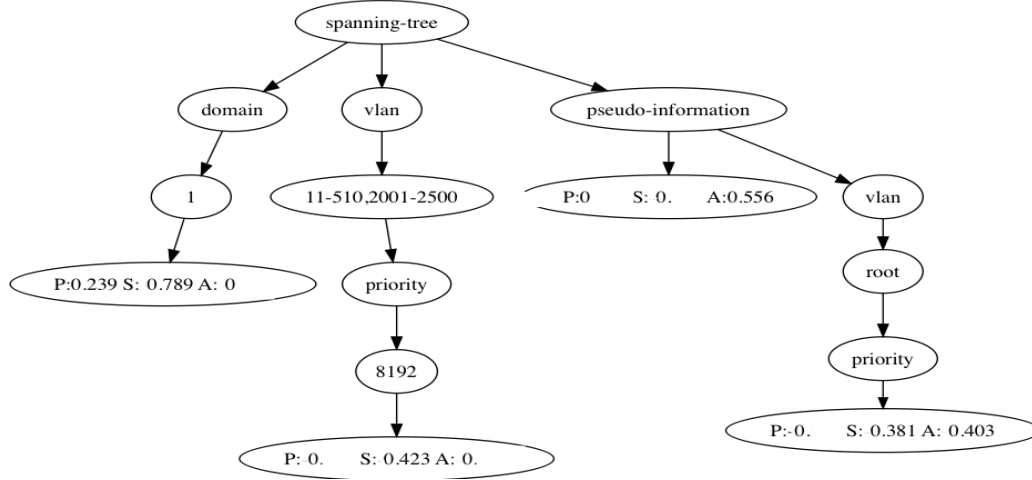 spanning-tree
domain
vlan
pseudo-information
1
11-510,2001-2500
P:0 S: 0. A:0.556
vlan
P:0.239 S: 0.789 A: 0
priority
root
8192
priority
P:-0. S: 0.423 A: 0.
P:-0. S: 0.381 A: 0.403